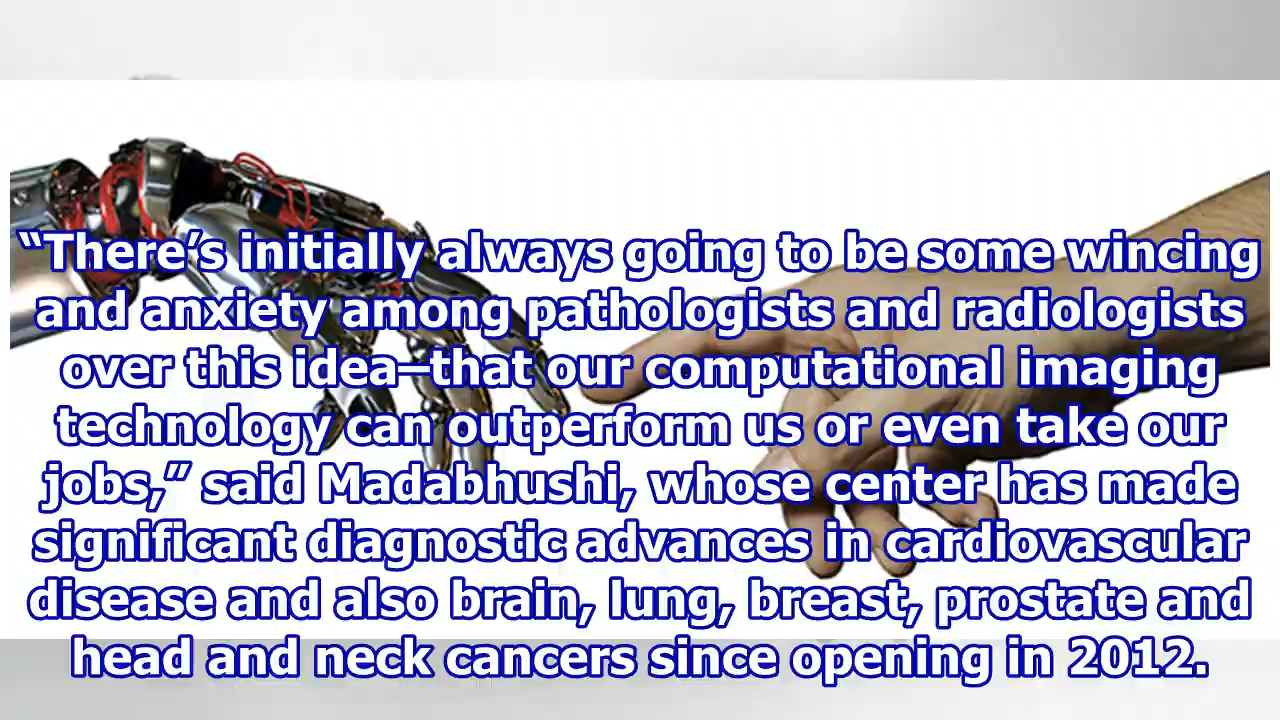 “There’s initially always going to be some wincing
and anxiety among pathologists and radiologists
over this idea—that our computational imaging
technology can outperform us or even take our
jobs,” said Madabhushi, whose center has made
significant diagnostic advances in cardiovascular
disease and also brain, lung, breast, prostate and
head and neck cancers since opening in 2012.